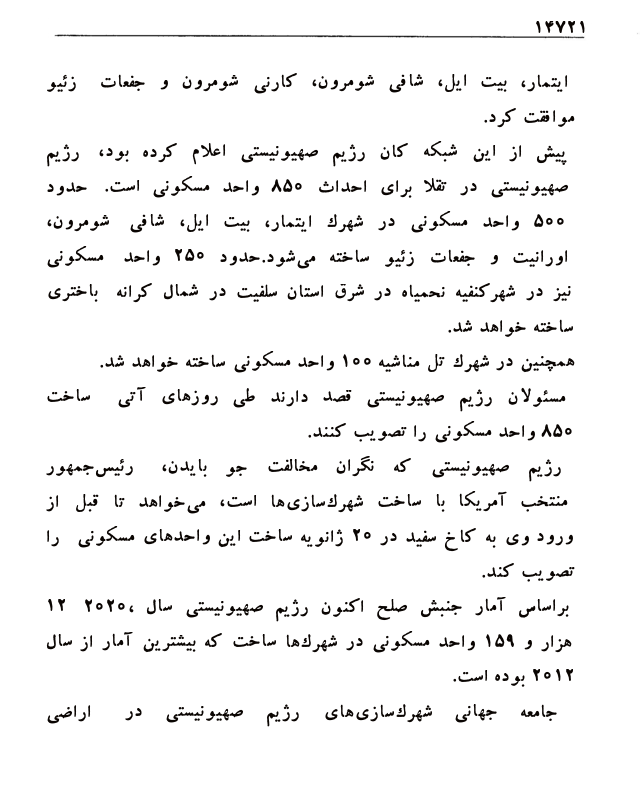 ۱۴۷۲۱
ایتمار، بیت ایل، شافی شومرون، کارنی شومرون و جفعات زئیو
موافقت کرد.
پیش از این شبکه کان رژیم صهیونیستی اعلام کرده بود، رژیم
صهیونیستی در تقلا برای احداث ۸۵۰ واحد مسکونی است. حدود
۵۰۰ واحد مسکونی در شهرك ایتمار، بیت ایل، شافی شومرون،
اورانیت و جفعات زئیو ساخته می‌شود.حدود ۲۵۰ واحد مسکونی
نیز در شهركنفیه نحمیاه در شرق استان سلفیت در شمال کرانه باختری
ساخته خواهد شد.
همچنین در شهرك تل مناشیه ۱۰۰ واحد مسکونی ساخته خواهد شد.
مسئولان رژیم صهیونیستی قصد دارند طی روزهای آتی ساخت
۸۵۰ واحد مسکونی را تصویب کنند.
رژیم صهیونیستی که نگران مخالفت جو بایدن، رئیس‌جمهور
منتخب آمریکا با ساخت شهرك‌سازی‌ها است، می‌خواهد تا قبل از
ورود وی به کاخ سفید در ۲۰ ژانویه ساخت این واحدهای مسکونی را
تصویب کند.
براساس آمار جنبش صلح اکنون رژیم صهیونیستی سال ،۲۰۲۰ ۱۲
هزار و ۱۵۹ واحد مسکونی در شهرك‌ها ساخت که بیشترین آمار از سال
۲۰۱۲ بوده است.
جامعه جهانی شهرك‌سازی‌های رژیم صهیونیستی در اراضی